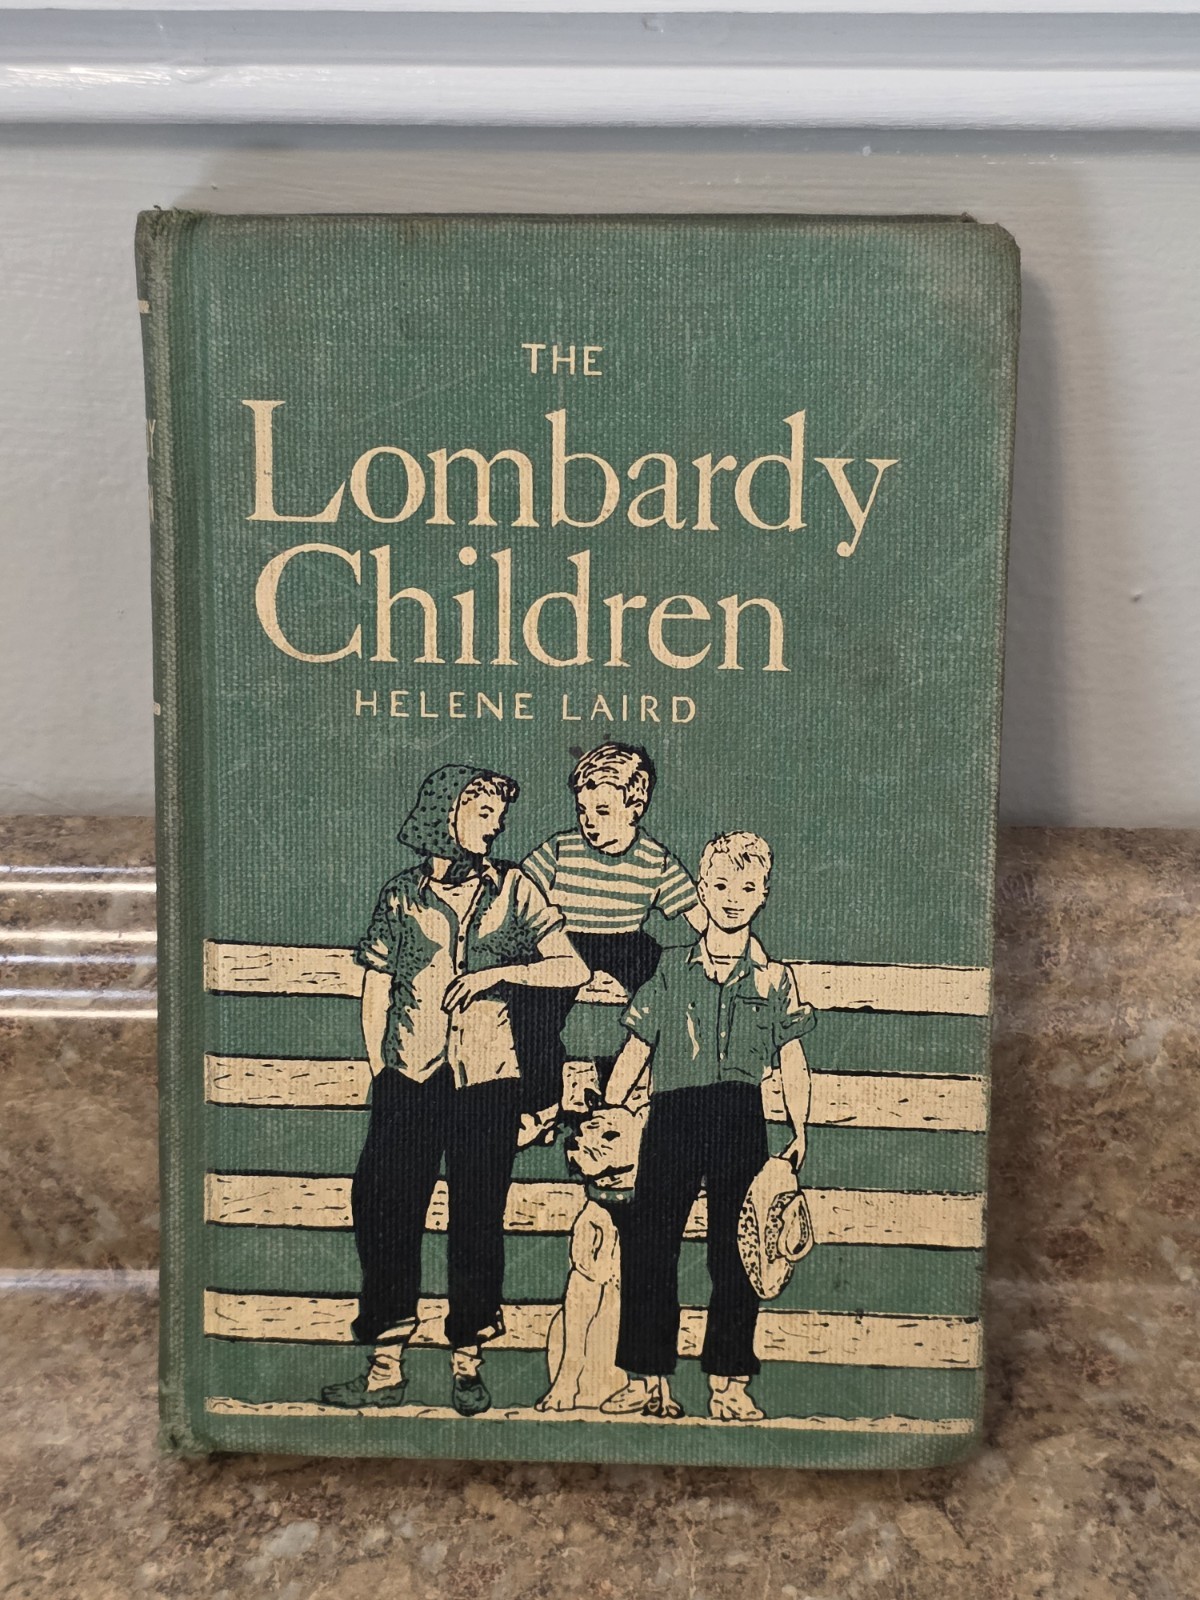 THE
Lombardy
Children
HELENE LAIRD